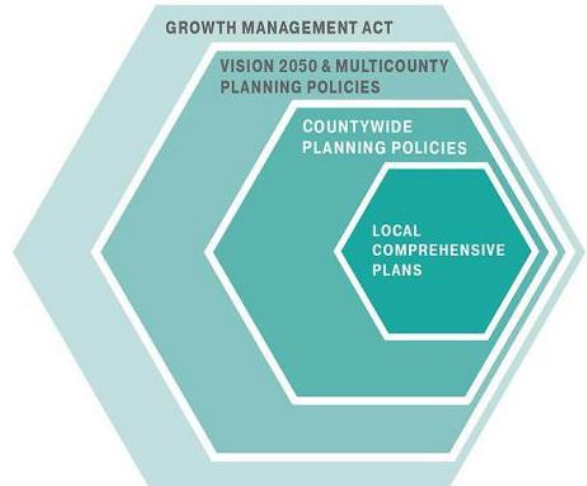 GROWTH MANAGEMENT ACT
VISION 2050 & MULTICOUNTY
PLANNING POLICIES
COUNTYWIDE
PLANNING POLICIES
LOCAL
COMPREHENSIVE
PLANS